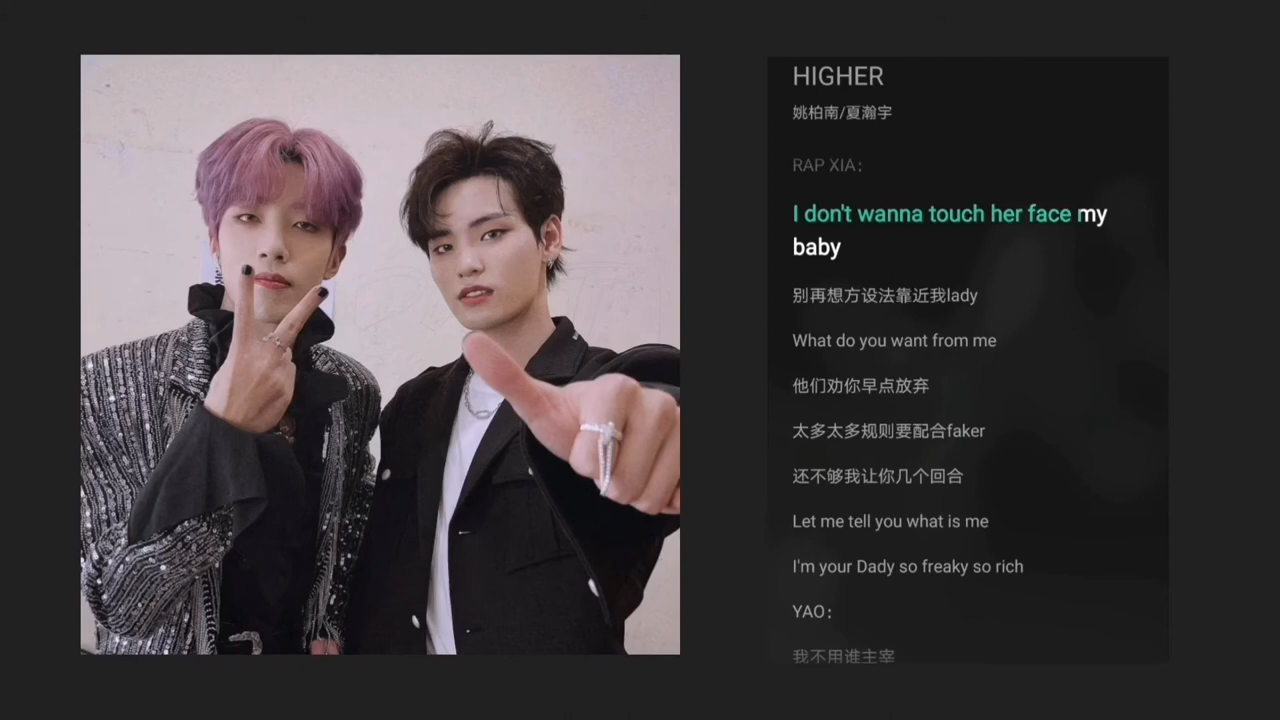 HIGHER
姚柏南/夏瀚宇
RAP XIA：
I don't wanna touch her face my
baby
别再想方设法靠近我lady
What do you want from me
他们劝你早点放弃
太多太多规则要配合faker
还不够我让你几个回合
Let me tell you what is me
I'm your Dady so freaky so rich
YAO：
我不用谁主宰